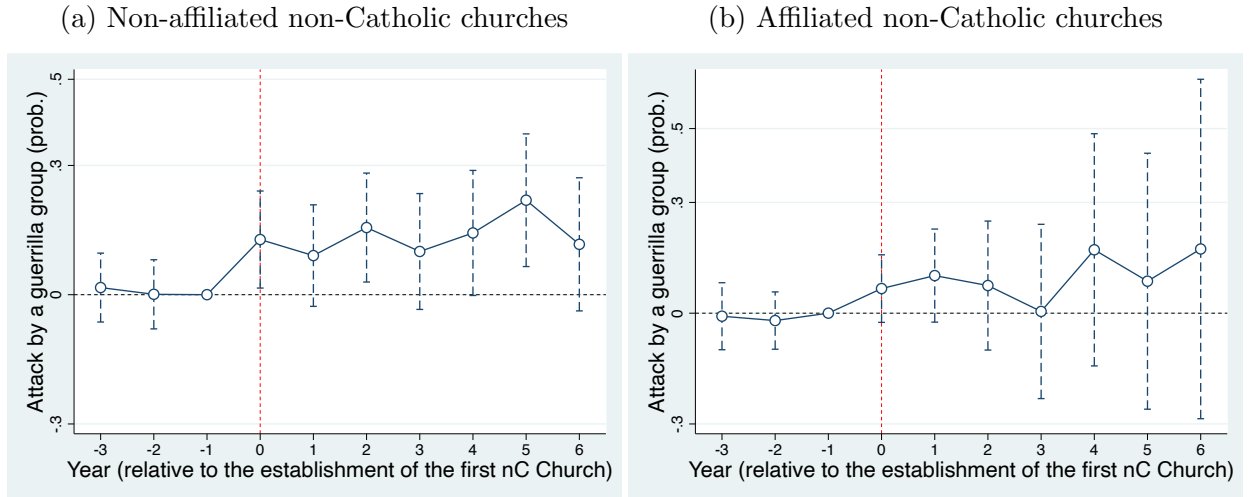 (a) Non-affiliated non-Catholic churches
Attack by a guerrilla group (prob.)
.5
.3
0
-.3
-3 -2 -1 0 1 2 3 4 5 6
Year (relative to the establishment of the first nC Church)
(b) Affiliated non-Catholic churches
Attack by a guerrilla group (prob.)
.5
.3
0
-.3
-3 -2 -1 0 1 2 3 4 5 6
Year (relative to the establishment of the first nC Church)